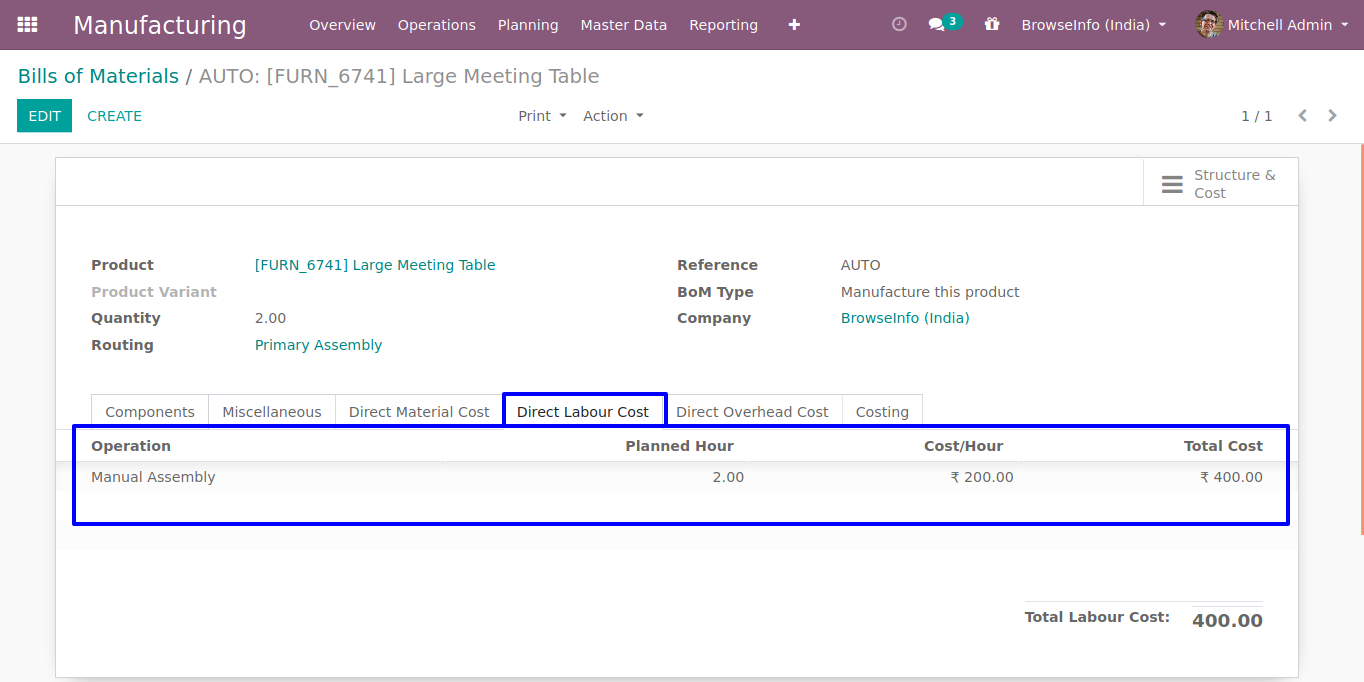 Manufacturing Overview Operations Planning Master Data Reporting + 3 BrowseInfo (India) Mitchell Admin
Bills of Materials / AUTO: [FURN_6741] Large Meeting Table
EDIT CREATE Print Action 1 / 1
Structure &
Cost
Product [FURN_6741] Large Meeting Table Reference AUTO
Product Variant BoM Type Manufacture this product
Quantity 2.00 Company BrowseInfo (India)
Routing Primary Assembly
Components Miscellaneous Direct Material Cost Direct Labour Cost Direct Overhead Cost Costing
Operation Planned Hour Cost/Hour Total Cost
Manual Assembly 2.00 ₹ 200.00 ₹ 400.00
Total Labour Cost: 400.00